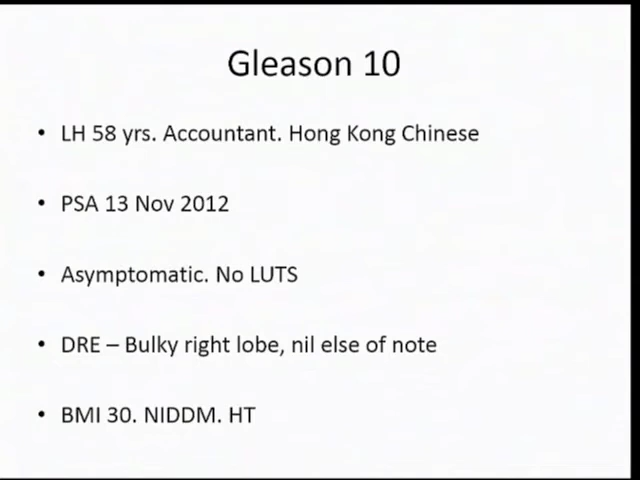 Gleason 10
• LH 58 yrs. Accountant. Hong Kong Chinese
• PSA 13 Nov 2012
• Asymptomatic. No LUTS
• DRE – Bulky right lobe, nil else of note
• BMI 30. NIDDM. HT